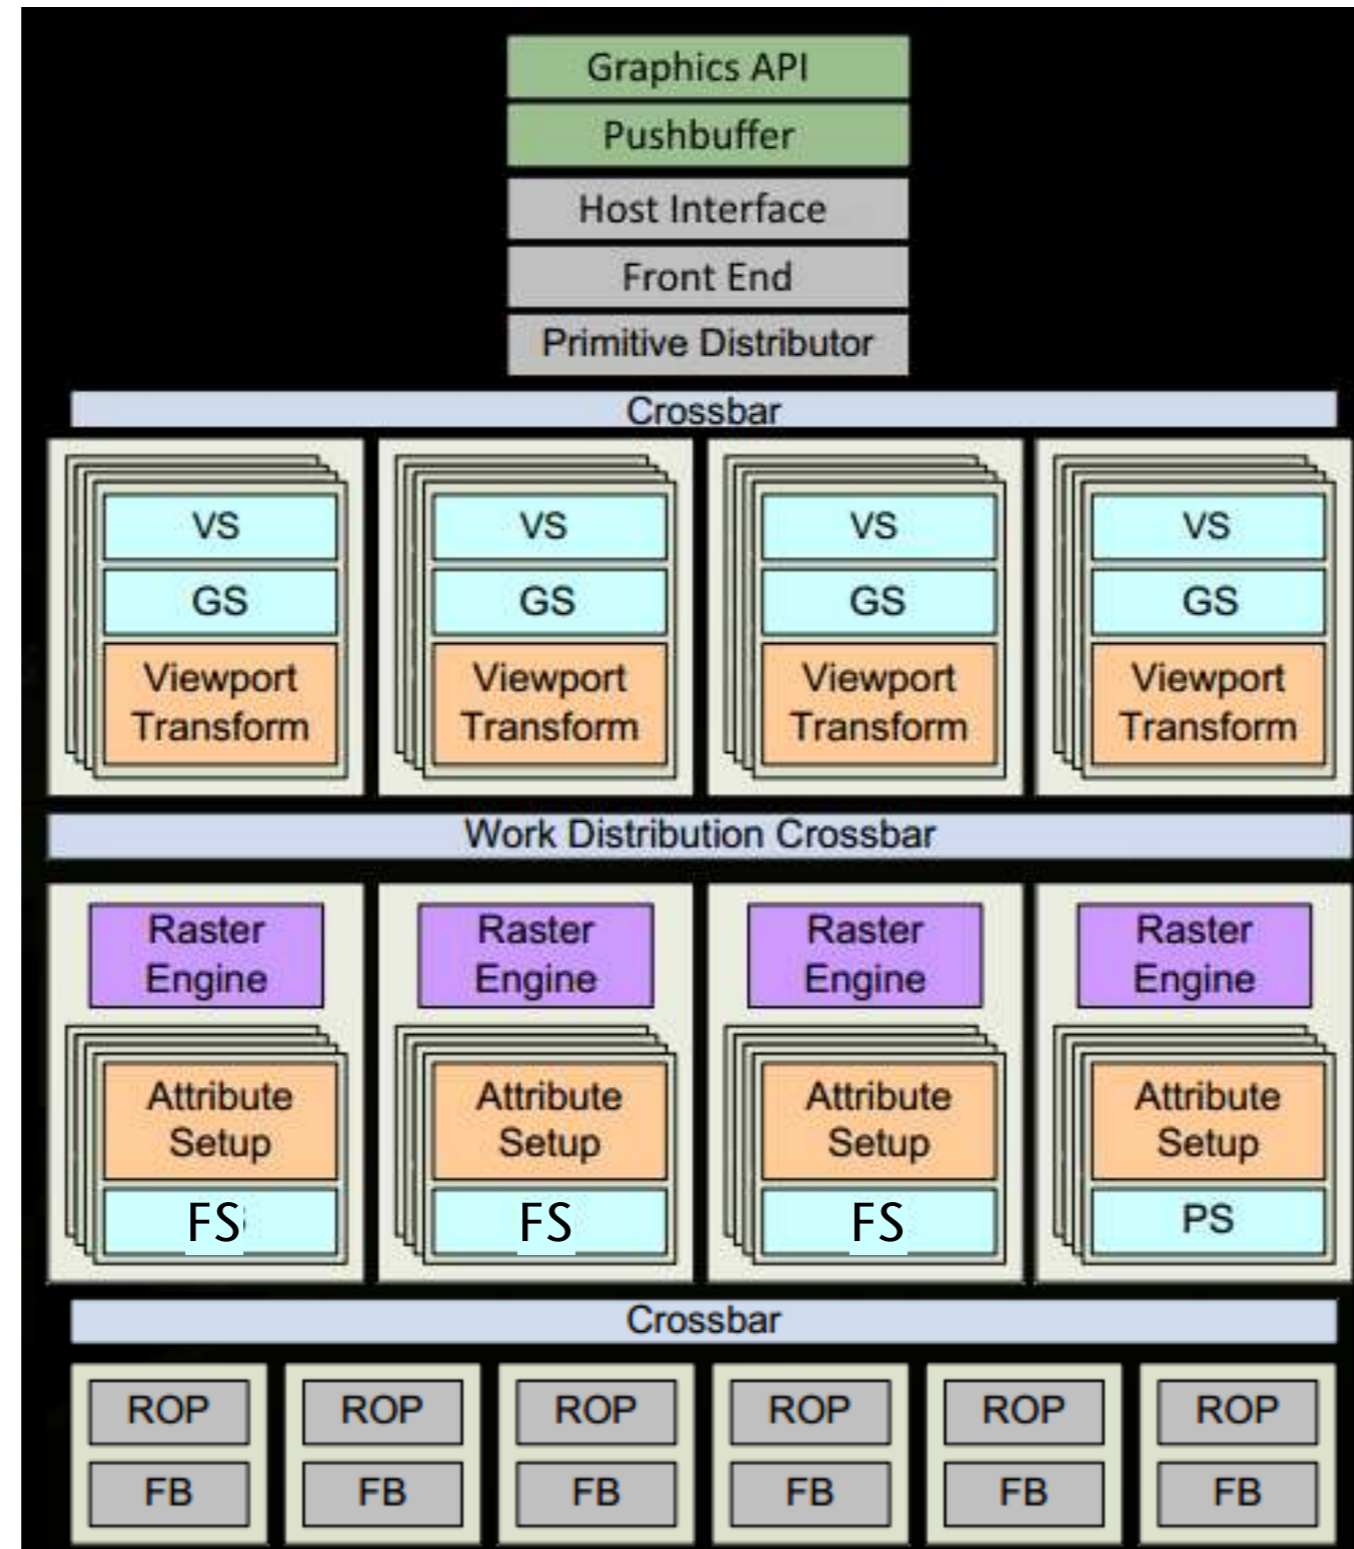 Graphics API
Pushbuffer
Host Interface
Front End
Primitive Distributor
Crossbar
VS
VS
VS
VS
GS
GS
GS
GS
Viewport
Transform
Viewport
Transform
Viewport
Transform
Viewport
Transform
Work Distribution Crossbar
Raster
Engine
Raster
Engine
Raster
Engine
Raster
Engine
Attribute
Setup
Attribute
Setup
Attribute
Setup
Attribute
Setup
FS
FS
FS
PS
Crossbar
ROP
ROP
ROP
ROP
ROP
ROP
FB
FB
FB
FB
FB
FB